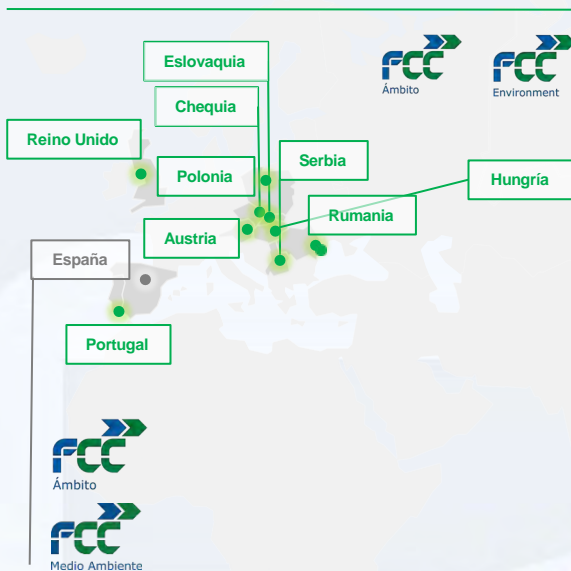 FCC
Ámbito
FCC
Environment
Eslovaquia
Chequia
Reino Unido
Polonia
Serbia
Hungría
Rumania
Austria
España
Portugal
FCC
Ámbito
FCC
Medio Ambiente